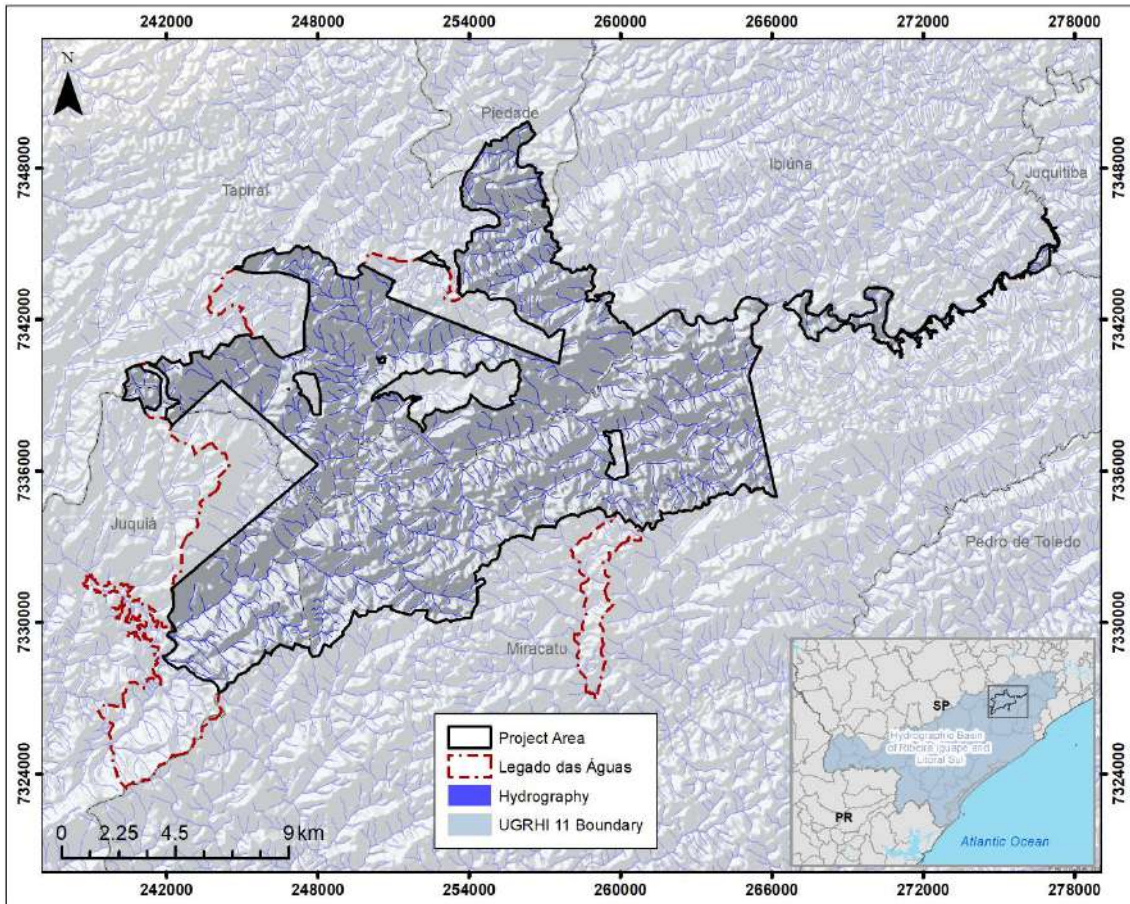 242000 248000 254000 260000 266000 272000 278000
N
Piedade
Ibiúna
7348000
7348000
Juquitiba
Tapiraí
7342000
7342000
7336000
7336000
Juquiá
Pedro de Toledo
7330000
7330000
Miracatu
SP
Hydrographic Basin
of Ribeira Iguape and
Litoral Sul
Project Area
Legado das Águas
7324000
7324000
Hydrography
PR
0 2.25 4.5 9 km
UGRHI 11 Boundary
Atlantic Ocean
242000 248000 254000 260000 266000 272000 278000